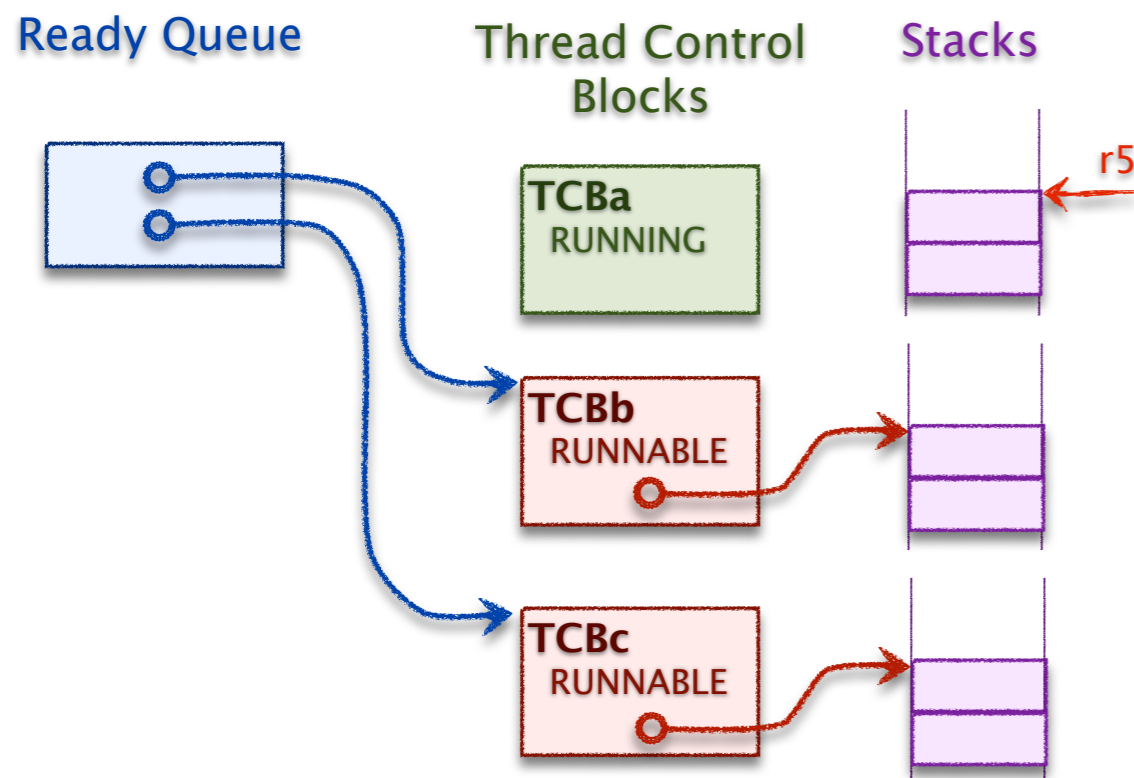 Ready Queue
Thread Control
Blocks
Stacks
r5
TCBa
RUNNING
TCBb
RUNNABLE
TCBc
RUNNABLE